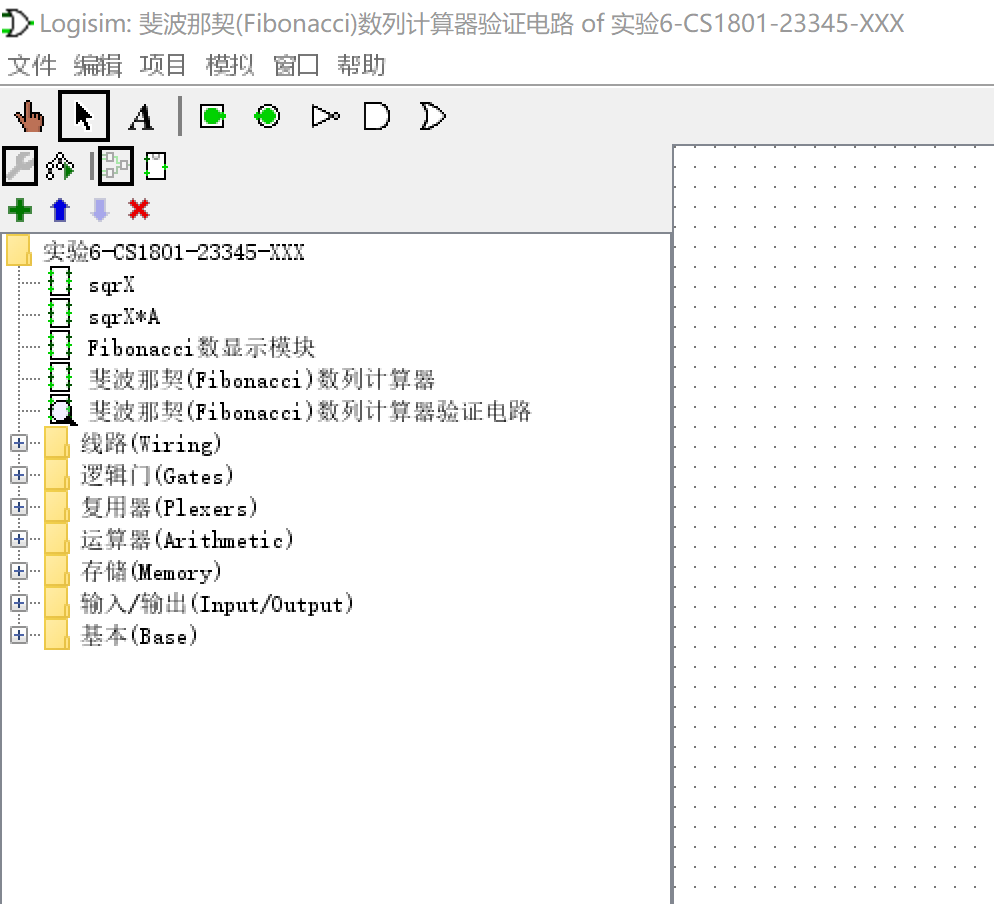 Logisim: 斐波那契(Fibonacci)数列计算器验证电路 of 实验6-CS1801-23345-XXX
文件 编辑 项目 模拟 窗口 帮助
A
实验6-CS1801-23345-XXX
sqrX
sqrX*A
Fibonacci数显示模块
斐波那契(Fibonacci)数列计算器
斐波那契(Fibonacci)数列计算器验证电路
线路(Wiring)
逻辑门(Gates)
复用器(Plexers)
运算器(Arithmetic)
存储(Memory)
输入/输出(Input/Output)
基本(Base)